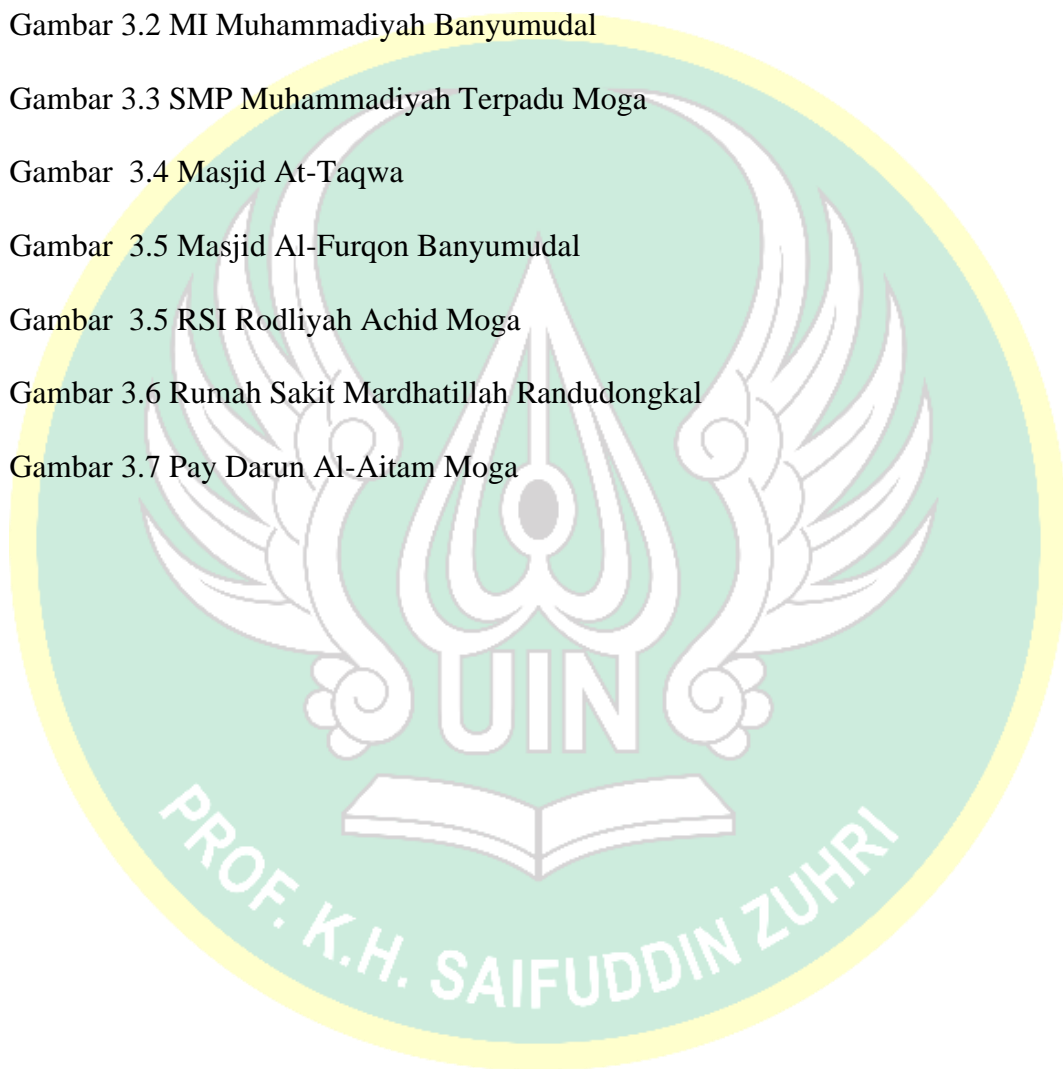 Gambar 3.2 MI Muhammadiyah Banyumudal
Gambar 3.3 SMP Muhammadiyah Terpadu Moga
Gambar  3.4 Masjid At-Taqwa
Gambar  3.5 Masjid Al-Furqon Banyumudal
Gambar  3.5 RSI Rodliyah Achid Moga
Gambar 3.6 Rumah Sakit Mardhatillah Randudongkal
Gambar 3.7 Pay Darun Al-Aitam Moga
UIN
PROF. K.H. SAIFUDDIN ZUHRI